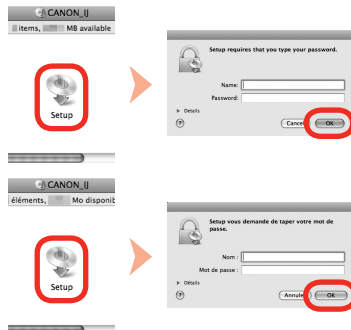 CANON_IJ
items, MB available
Setup
Setup requires that you type your password.
Name:
Password:
Details
?
Cancel
OK
CANON_IJ
éléments, Mo disponib
Setup
Setup vous demande de taper votre mot de
passe.
Nom :
Mot de passe :
Détails
?
Annule
OK